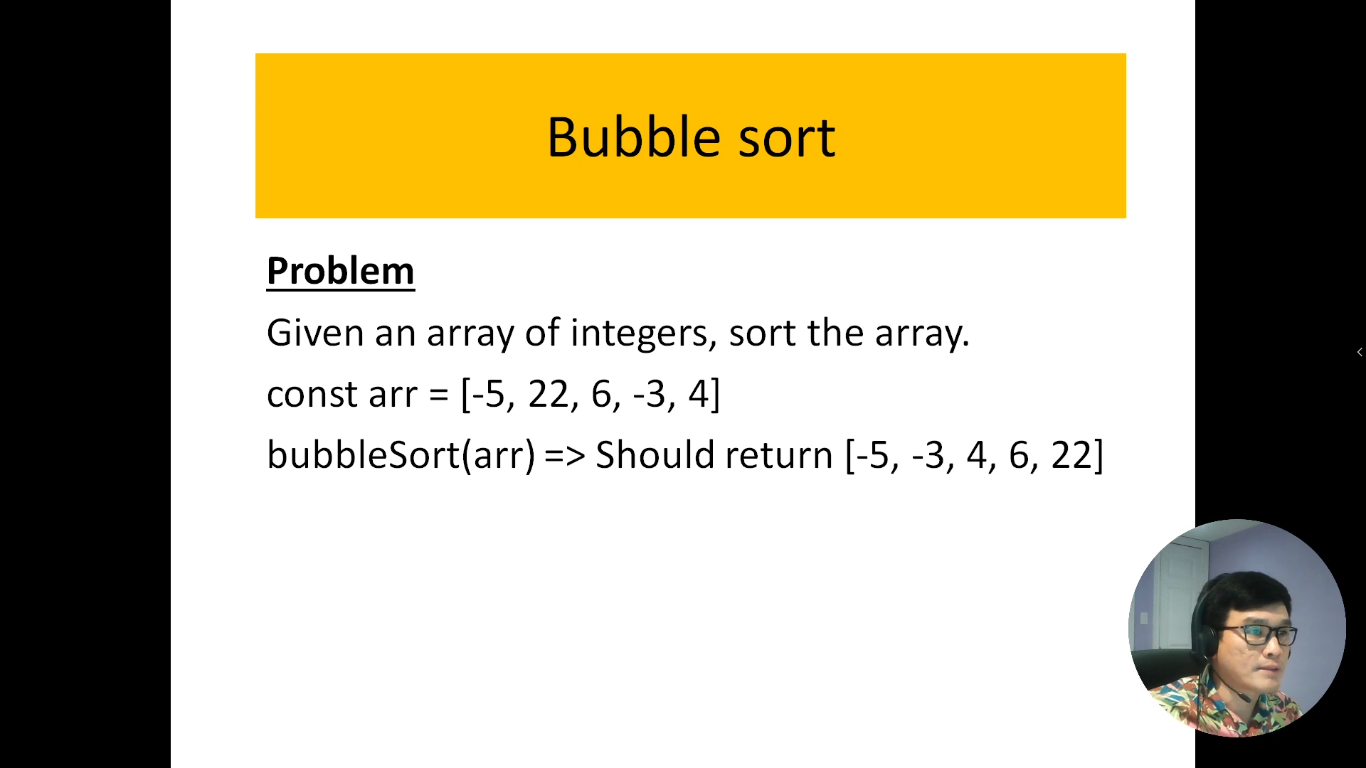 Bubble sort
Problem
Given an array of integers, sort the array.
const arr = [-5, 22, 6, -3, 4]
bubbleSort(arr) => Should return [-5, -3, 4, 6, 22]